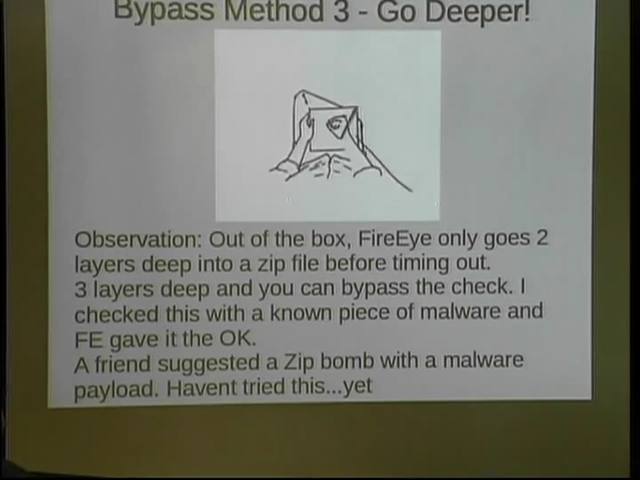 Bypass Method 3 - Go Deeper!
Observation: Out of the box, FireEye only goes 2
layers deep into a zip file before timing out.
3 layers deep and you can bypass the check. I
checked this with a known piece of malware and
FE gave it the OK.
A friend suggested a Zip bomb with a malware
payload. Havent tried this...yet